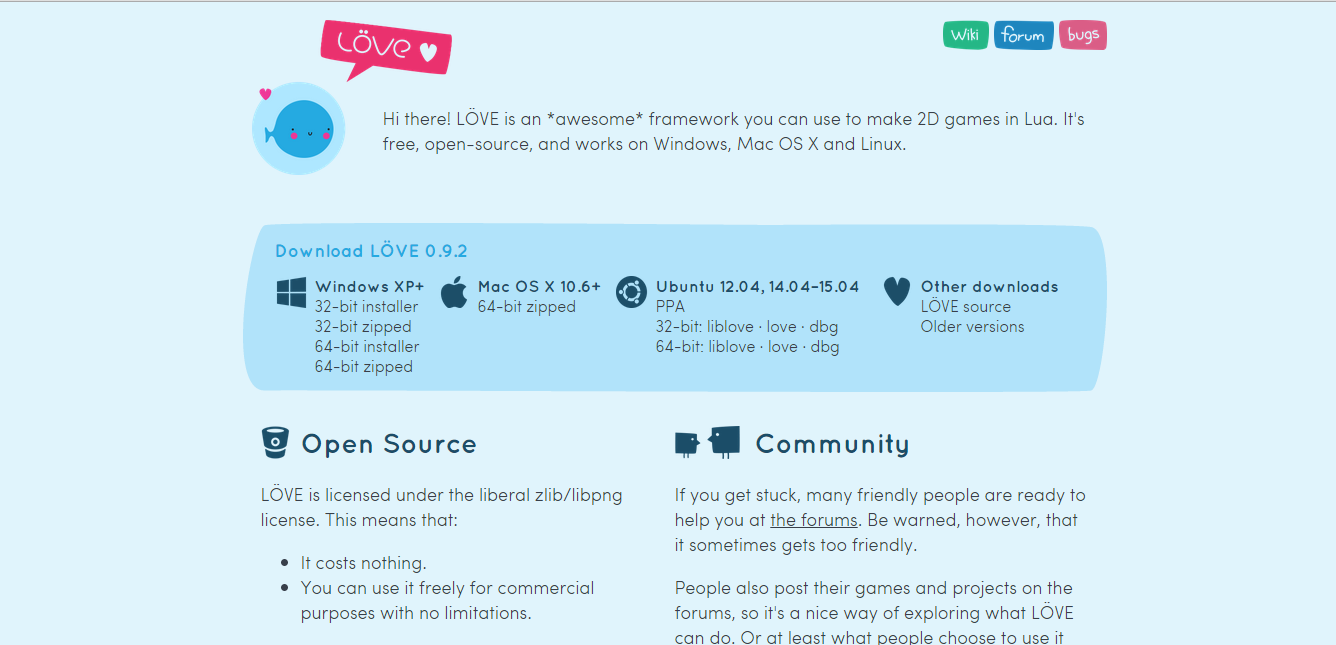 LÖVE
Wiki
forum
bugs
Hi there! LÖVE is an *awesome* framework you can use to make 2D games in Lua. It's
free, open-source, and works on Windows, Mac OS X and Linux.
Download LÖVE 0.9.2
Windows XP+
32-bit installer
32-bit zipped
64-bit installer
64-bit zipped
Mac OS X 10.6+
64-bit zipped
Ubuntu 12.04, 14.04–15.04
PPA
32-bit: liblove · love · dbg
64-bit: liblove · love · dbg
Other downloads
LÖVE source
Older versions
Open Source
LÖVE is licensed under the liberal zlib/libpng
license. This means that:
• It costs nothing.
• You can use it freely for commercial
purposes with no limitations.
Community
If you get stuck, many friendly people are ready to
help you at the forums. Be warned, however, that
it sometimes gets too friendly.
People also post their games and projects on the
forums, so it's a nice way of exploring what LÖVE
can do. Or at least what people choose to use it